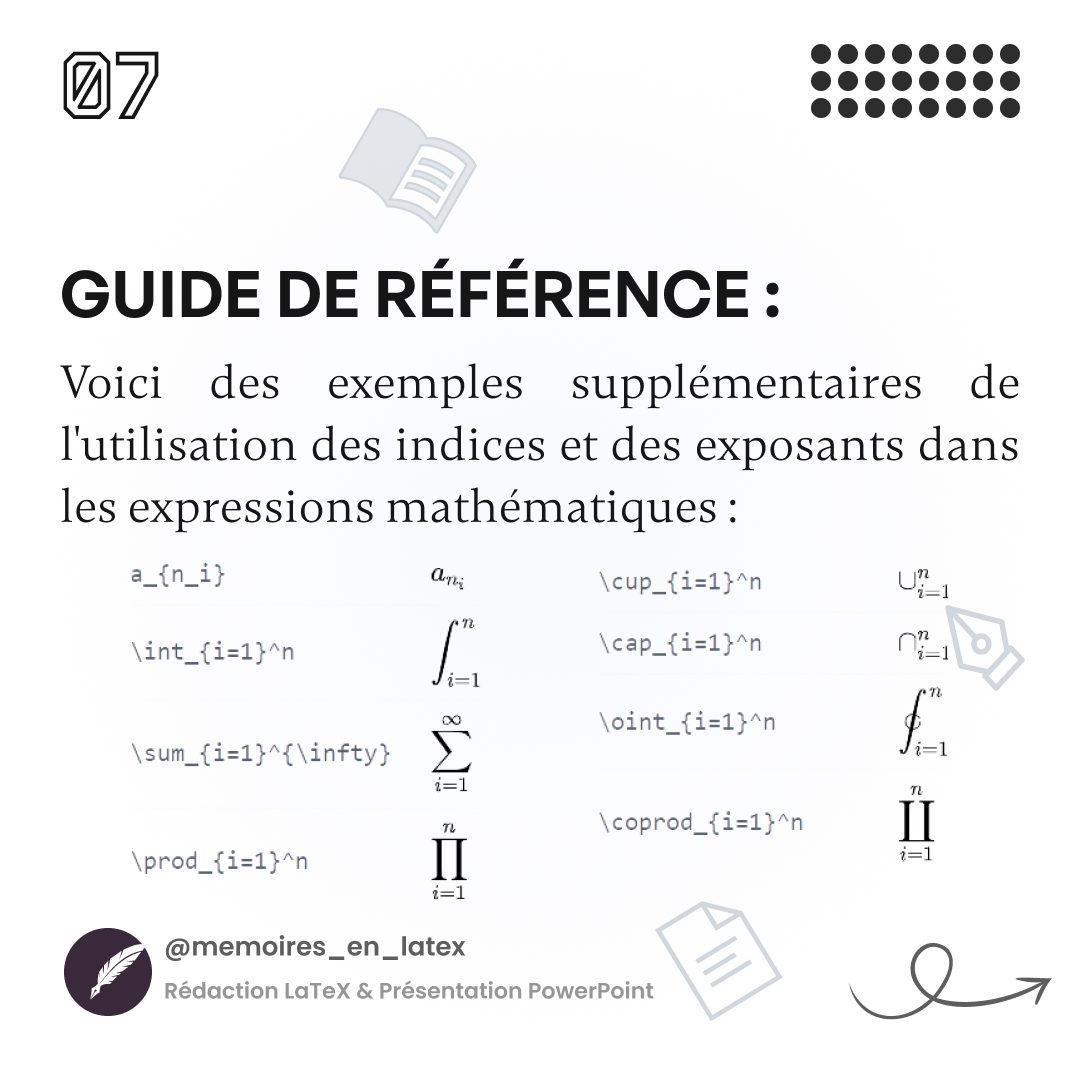 07
GUIDE DE RÉFÉRENCE :
Voici des exemples supplémentaires de
l'utilisation des indices et des exposants dans
les expressions mathématiques :
a_{n_i} $a_{n_i}$
\int_{i=1}^n $\int_{i=1}^n$
\sum_{i=1}^{\infty} $\sum_{i=1}^{\infty}$
\prod_{i=1}^n $\prod_{i=1}^n$
\cup_{i=1}^n $\cup_{i=1}^n$
\cap_{i=1}^n $\cap_{i=1}^n$
\oint_{i=1}^n $\oint_{i=1}^n$
\coprod_{i=1}^n $\coprod_{i=1}^n$
@memoires_en_latex
Rédaction LaTeX & Présentation PowerPoint